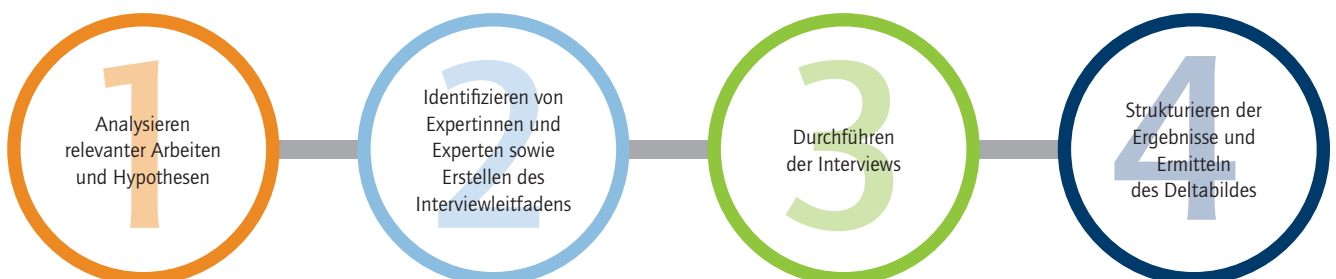 1
Analysieren
relevanter Arbeiten
und Hypothesen
2
Identifizieren von
Expertinnen und
Experten sowie
Erstellen des
Interviewleitfadens
3
Durchführen
der Interviews
4
Strukturieren der
Ergebnisse und
Ermitteln
des Deltabildes